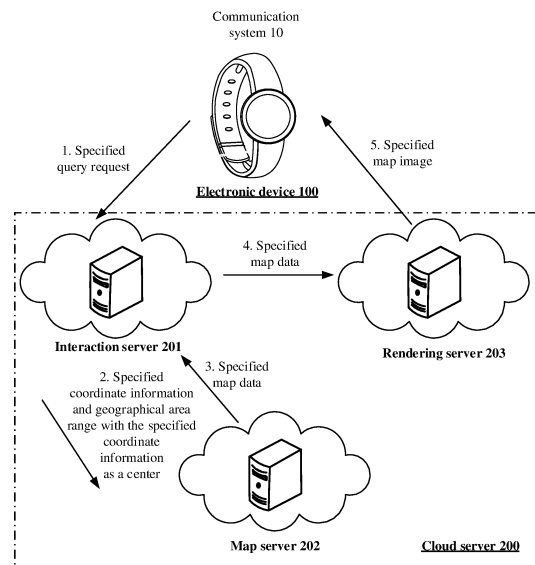 Communication
system 10
1. Specified
query request
5. Specified
map image
Electronic device 100
4. Specified
map data
Interaction server 201
Rendering server 203
2. Specified
coordinate information
and geographical area
range with the specified
coordinate
information
as a center
3. Specified
map data
Map server 202
Cloud server 200